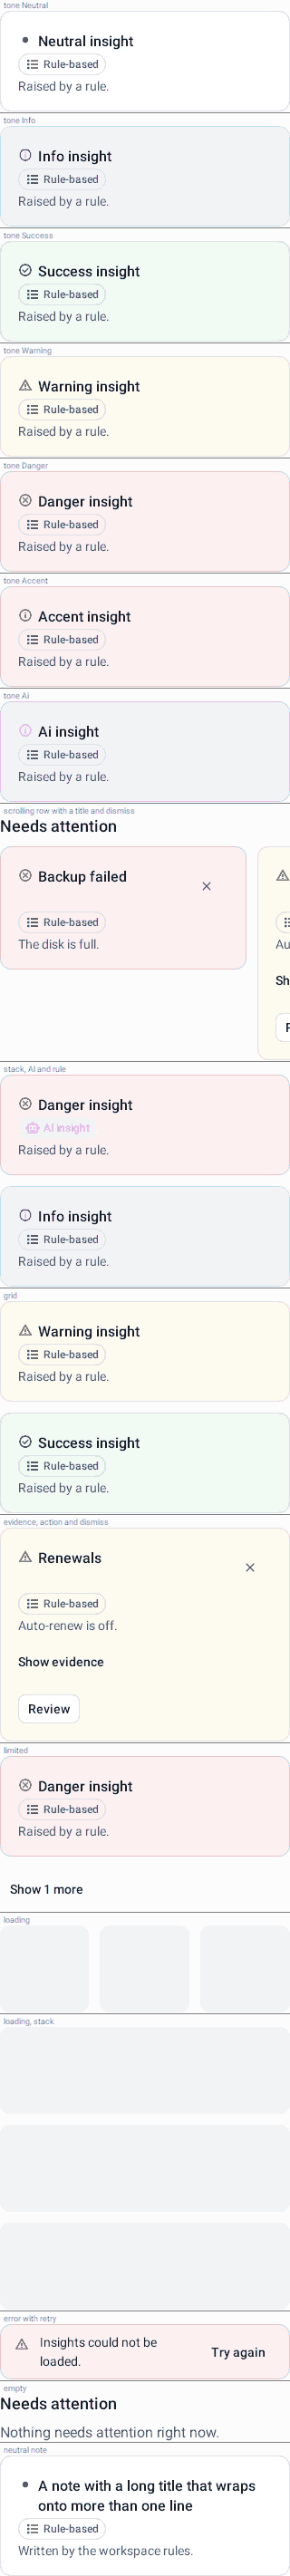 tone Neutral
Neutral insight
Rule-based
Raised by a rule.
tone Info
Info insight
Rule-based
Raised by a rule.
tone Success
Success insight
Rule-based
Raised by a rule.
tone Warning
Warning insight
Rule-based
Raised by a rule.
tone Danger
Danger insight
Rule-based
Raised by a rule.
tone Accent
Accent insight
Rule-based
Raised by a rule.
tone Ai
Ai insight
Rule-based
Raised by a rule.
scrolling row with a title and dismiss
Needs attention
Backup failed
Rule-based
The disk is full.
Au
Sh
stack, AI and rule
Danger insight
AI insight
Raised by a rule.
Info insight
Rule-based
Raised by a rule.
grid
Warning insight
Rule-based
Raised by a rule.
Success insight
Rule-based
Raised by a rule.
evidence, action and dismiss
Renewals
Rule-based
Auto-renew is off.
Show evidence
Review
limited
Danger insight
Rule-based
Raised by a rule.
Show 1 more
loading
loading, stack
error with retry
Insights could not be
loaded.
Try again
empty
Needs attention
Nothing needs attention right now.
neutral note
A note with a long title that wraps
onto more than one line
Rule-based
Written by the workspace rules.